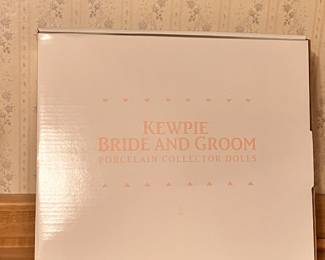 KEWPIE
BRIDE AND GROOM
PORCELAIN COLLECTOR DOLLS